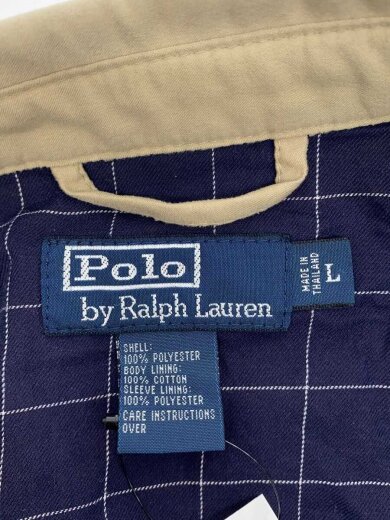 Polo
by Ralph Lauren
MADE IN
THAILAND
L
SHELL:
100% POLYESTER
BODY LINING:
100% COTTON
SLEEVE LINING:
100% POLYESTER
CARE INSTRUCTIONS
OVER